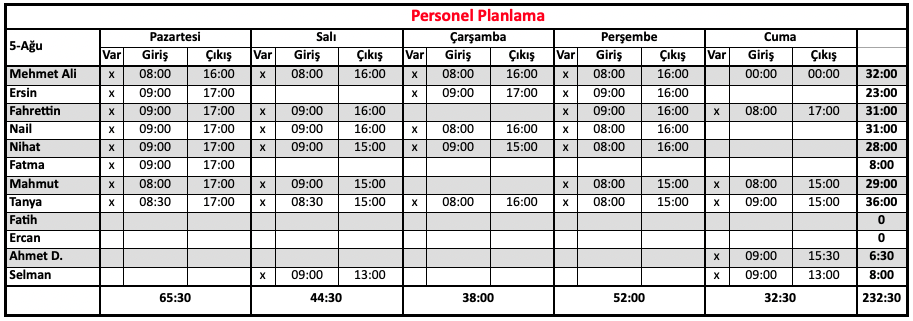 Personel Planlama
5-Ağu Pazartesi Salı Çarşamba Perşembe Cuma
Var Giriş Çıkış Var Giriş Çıkış Var Giriş Çıkış Var Giriş Çıkış Var Giriş Çıkış
Mehmet Ali x 08:00 16:00 x 08:00 16:00 x 08:00 16:00 x 08:00 16:00 00:00 00:00 32:00
Ersin x 09:00 17:00 x 09:00 17:00 x 09:00 16:00 23:00
Fahrettin x 09:00 17:00 x 09:00 16:00 x 09:00 16:00 x 08:00 17:00 31:00
Nail x 09:00 17:00 x 09:00 16:00 x 08:00 16:00 x 08:00 16:00 31:00
Nihat x 09:00 17:00 x 09:00 15:00 x 09:00 15:00 x 08:00 16:00 28:00
Fatma x 09:00 17:00 8:00
Mahmut x 08:00 17:00 x 09:00 15:00 x 08:00 15:00 x 08:00 15:00 29:00
Tanya x 08:30 17:00 x 08:30 15:00 x 08:00 16:00 x 08:00 15:00 x 09:00 15:00 36:00
Fatih 0
Ercan 0
Ahmet D. x 09:00 15:30 6:30
Selman x 09:00 13:00 x 09:00 13:00 8:00
65:30 44:30 38:00 52:00 32:30 232:30